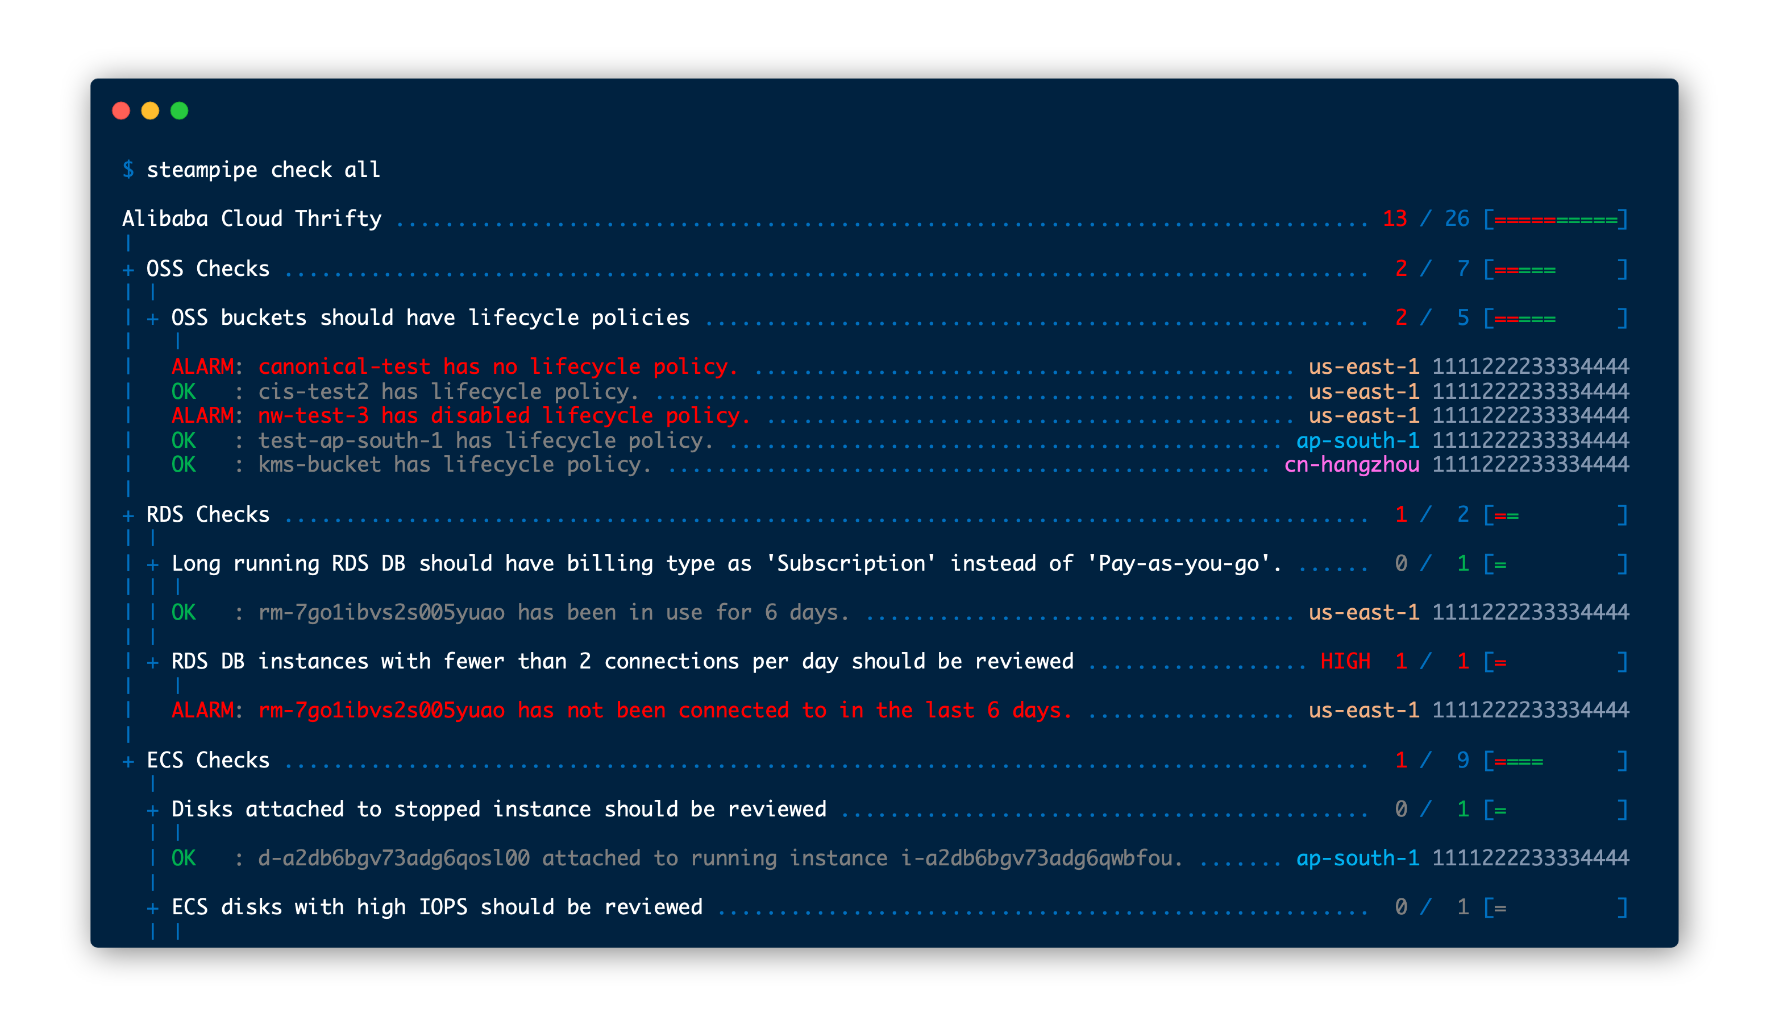 $ steampipe check all
Alibaba Cloud Thrifty ............................................................................... 13 / 26 [==========]
|
+ OSS Checks ........................................................................................ 2 / 7 [===== ]
| |
| + OSS buckets should have lifecycle policies ...................................................... 2 / 5 [===== ]
| |
| ALARM: canonical-test has no lifecycle policy. ............................................ us-east-1 1111222233334444
| OK : cis-test2 has lifecycle policy. .................................................... us-east-1 1111222233334444
| ALARM: nw-test-3 has disabled lifecycle policy. ........................................... us-east-1 1111222233334444
| OK : test-ap-south-1 has lifecycle policy. ............................................. ap-south-1 1111222233334444
| OK : kms-bucket has lifecycle policy. ................................................. cn-hangzhou 1111222233334444
|
+ RDS Checks ........................................................................................ 1 / 2 [== ]
| |
| + Long running RDS DB should have billing type as 'Subscription' instead of 'Pay-as-you-go'. ...... 0 / 1 [= ]
| | |
| | OK : rm-7go1ibvs2s005yuao has been in use for 6 days. ................................... us-east-1 1111222233334444
| |
| + RDS DB instances with fewer than 2 connections per day should be reviewed .................. HIGH 1 / 1 [= ]
| |
| ALARM: rm-7go1ibvs2s005yuao has not been connected to in the last 6 days. ................. us-east-1 1111222233334444
|
+ ECS Checks ........................................................................................ 1 / 9 [==== ]
|
+ Disks attached to stopped instance should be reviewed ........................................... 0 / 1 [= ]
| |
| OK : d-a2db6bgv73adg6qosl00 attached to running instance i-a2db6bgv73adg6qwbfou. ....... ap-south-1 1111222233334444
|
+ ECS disks with high IOPS should be reviewed ..................................................... 0 / 1 [= ]
| |